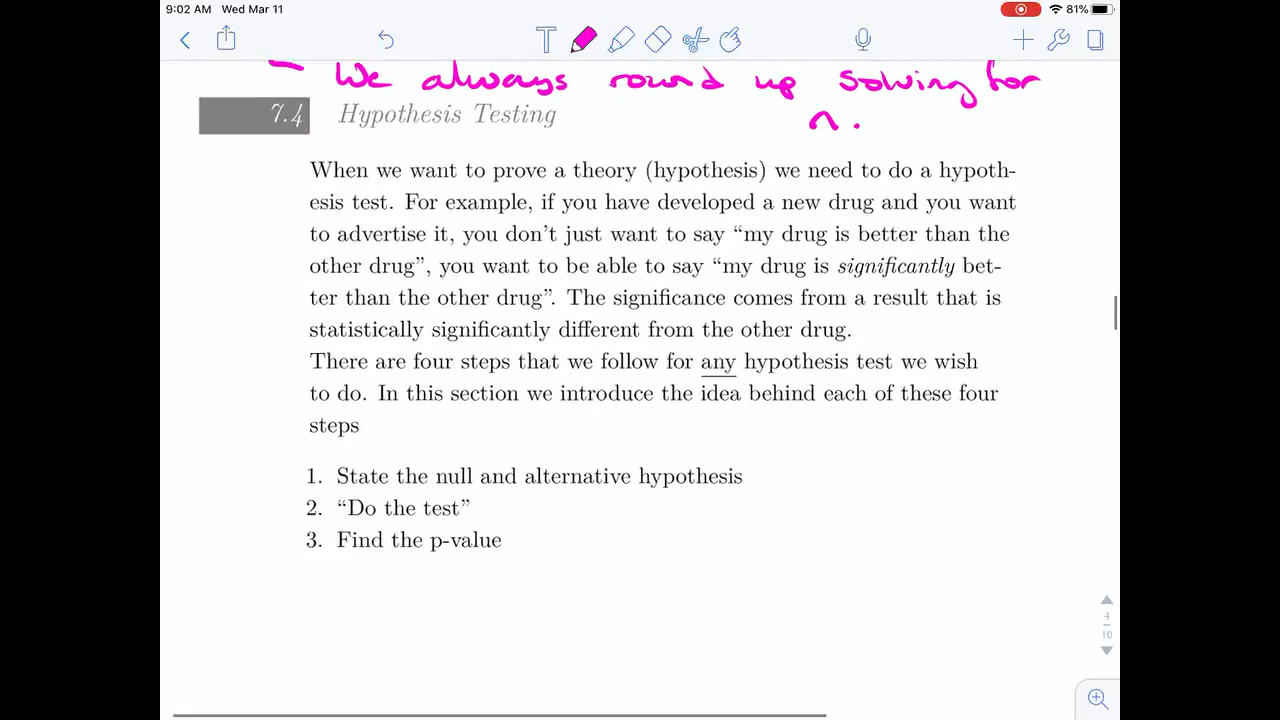 9:02 AM Wed Mar 11
81%
We always round up solving for
n.
7.4 Hypothesis Testing
When we want to prove a theory (hypothesis) we need to do a hypoth-
esis test. For example, if you have developed a new drug and you want
to advertise it, you don't just want to say “my drug is better than the
other drug”, you want to be able to say “my drug is significantly bet-
ter than the other drug”. The significance comes from a result that is
statistically significantly different from the other drug.
There are four steps that we follow for any hypothesis test we wish
to do. In this section we introduce the idea behind each of these four
steps
1. State the null and alternative hypothesis
2. “Do the test”
3. Find the p-value
4
10